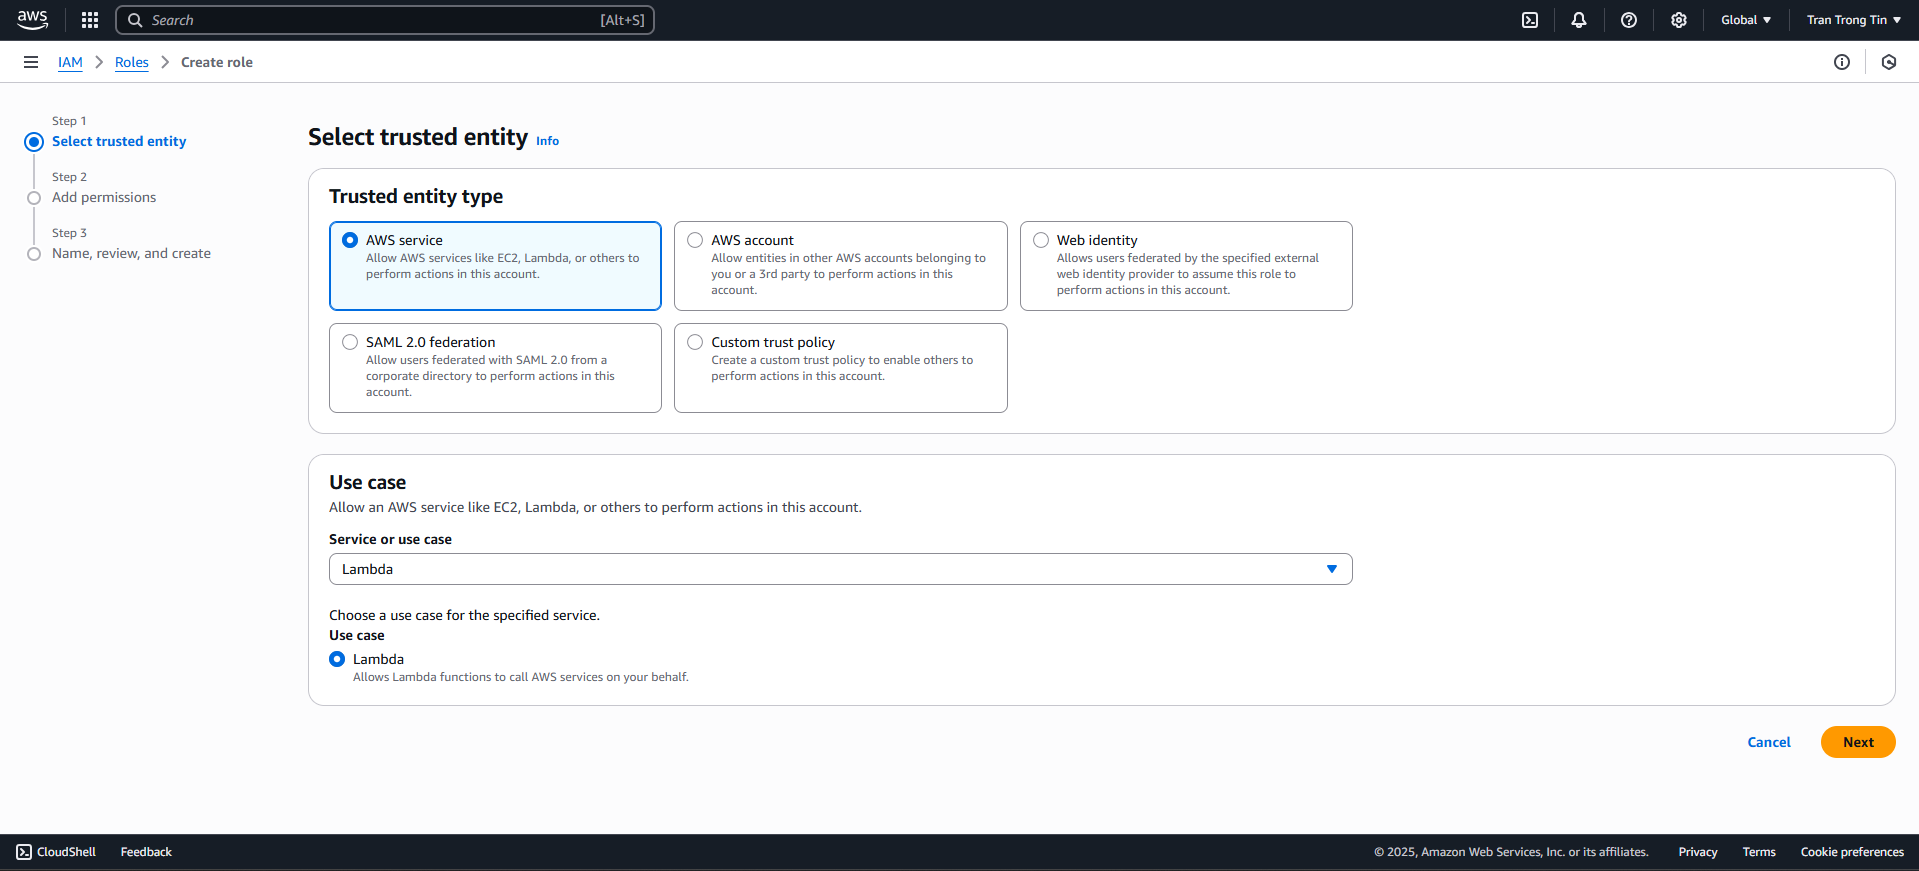 aws
Search [Alt+S]
Global
Tran Trong Tin
IAM
Roles
Create role
Step 1
Select trusted entity
Step 2
Add permissions
Step 3
Name, review, and create
Select trusted entity Info
Trusted entity type
AWS service
Allow AWS services like EC2, Lambda, or others to
perform actions in this account.
AWS account
Allow entities in other AWS accounts belonging to
you or a 3rd party to perform actions in this
account.
Web identity
Allows users federated by the specified external
web identity provider to assume this role to
perform actions in this account.
SAML 2.0 federation
Allow users federated with SAML 2.0 from a
corporate directory to perform actions in this
account.
Custom trust policy
Create a custom trust policy to enable others to
perform actions in this account.
Use case
Allow an AWS service like EC2, Lambda, or others to perform actions in this account.
Service or use case
Lambda
Choose a use case for the specified service.
Use case
Lambda
Allows Lambda functions to call AWS services on your behalf.
Cancel
Next
CloudShell
Feedback
© 2025, Amazon Web Services, Inc. or its affiliates.
Privacy
Terms
Cookie preferences